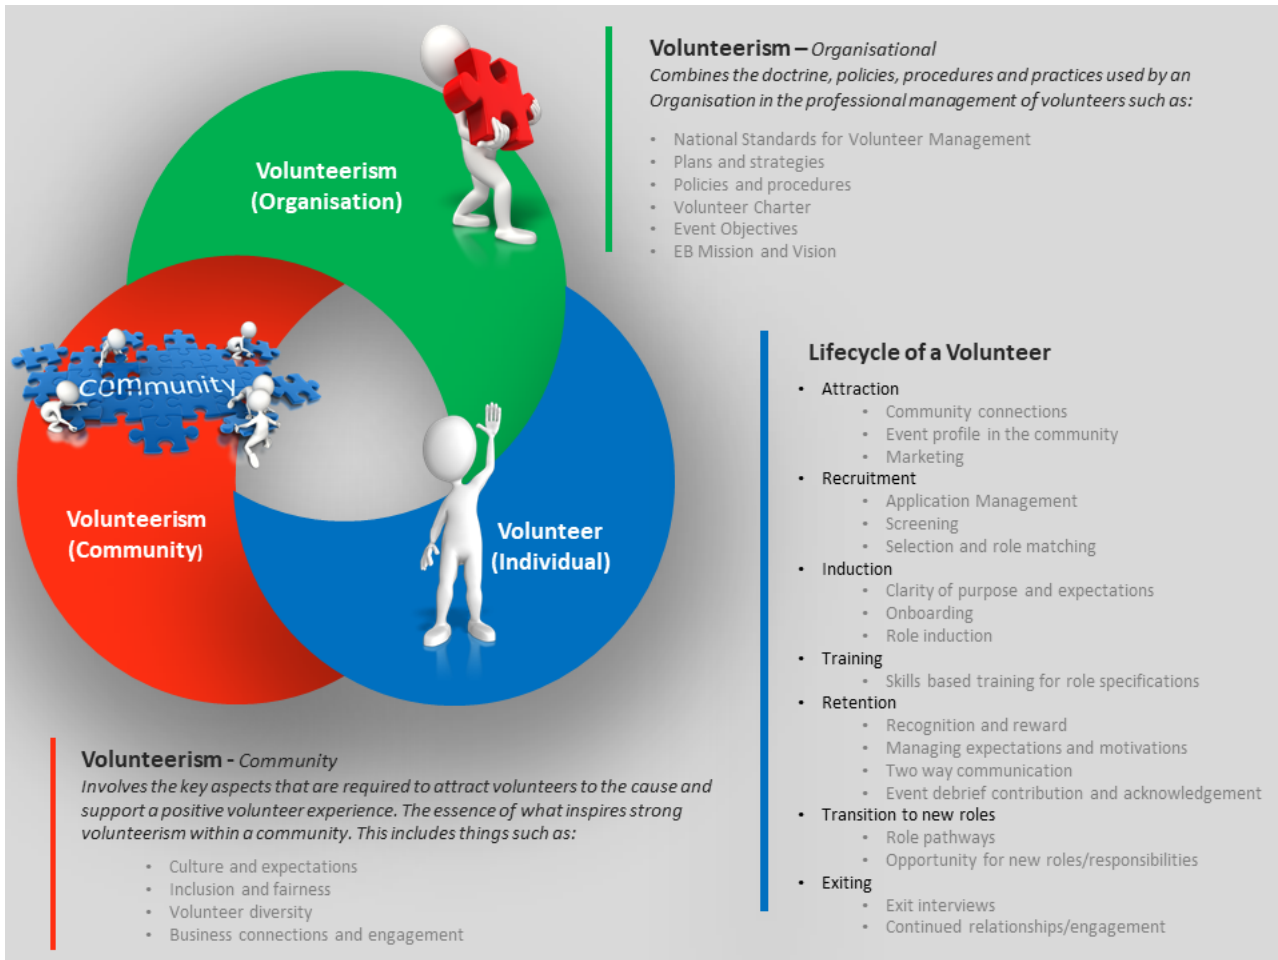 Volunteerism
(Organisation)
community
Volunteerism
(Community)
Volunteer
(Individual)
Volunteerism – Organisational
Combines the doctrine, policies, procedures and practices used by an
Organisation in the professional management of volunteers such as:
• National Standards for Volunteer Management
• Plans and strategies
• Policies and procedures
• Volunteer Charter
• Event Objectives
• EB Mission and Vision
Lifecycle of a Volunteer
• Attraction
• Community connections
• Event profile in the community
• Marketing
• Recruitment
• Application Management
• Screening
• Selection and role matching
• Induction
• Clarity of purpose and expectations
• Onboarding
• Role induction
• Training
• Skills based training for role specifications
• Retention
• Recognition and reward
• Managing expectations and motivations
• Two way communication
• Event debrief contribution and acknowledgement
• Transition to new roles
• Role pathways
• Opportunity for new roles/responsibilities
• Exiting
• Exit interviews
• Continued relationships/engagement
Volunteerism - Community
Involves the key aspects that are required to attract volunteers to the cause and
support a positive volunteer experience. The essence of what inspires strong
volunteerism within a community. This includes things such as:
• Culture and expectations
• Inclusion and fairness
• Volunteer diversity
• Business connections and engagement